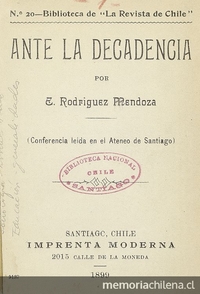 N.º 20—Biblioteca de "La Revista de Chile"
ANTE LA DECADENCIA
POR
E. Rodríguez Mendoza
(Conferencia leida en el Ateneo de Santiago)
BIBLIOTECA NACIONAL
CHILE
SANTIAGO
SANTIAGO, CHILE
IMPRENTA MODERNA
2015 CALLE DE LA MONEDA
1899
memoriachilena.cl